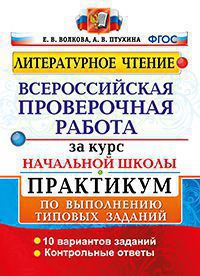 Е. В. ВОЛКОВА, А. В. ПТУХИНА
ФГОС
ЛИТЕРАТУРНОЕ ЧТЕНИЕ
ВСЕРОССИЙСКАЯ
ПРОВЕРОЧНАЯ
РАБОТА
за курс
НАЧАЛЬНОЙ ШКОЛЫ
ПРАКТИКУМ
ПО ВЫПОЛНЕНИЮ
ТИПОВЫХ ЗАДАНИЙ
• 10 вариантов заданий
• Контрольные ответы